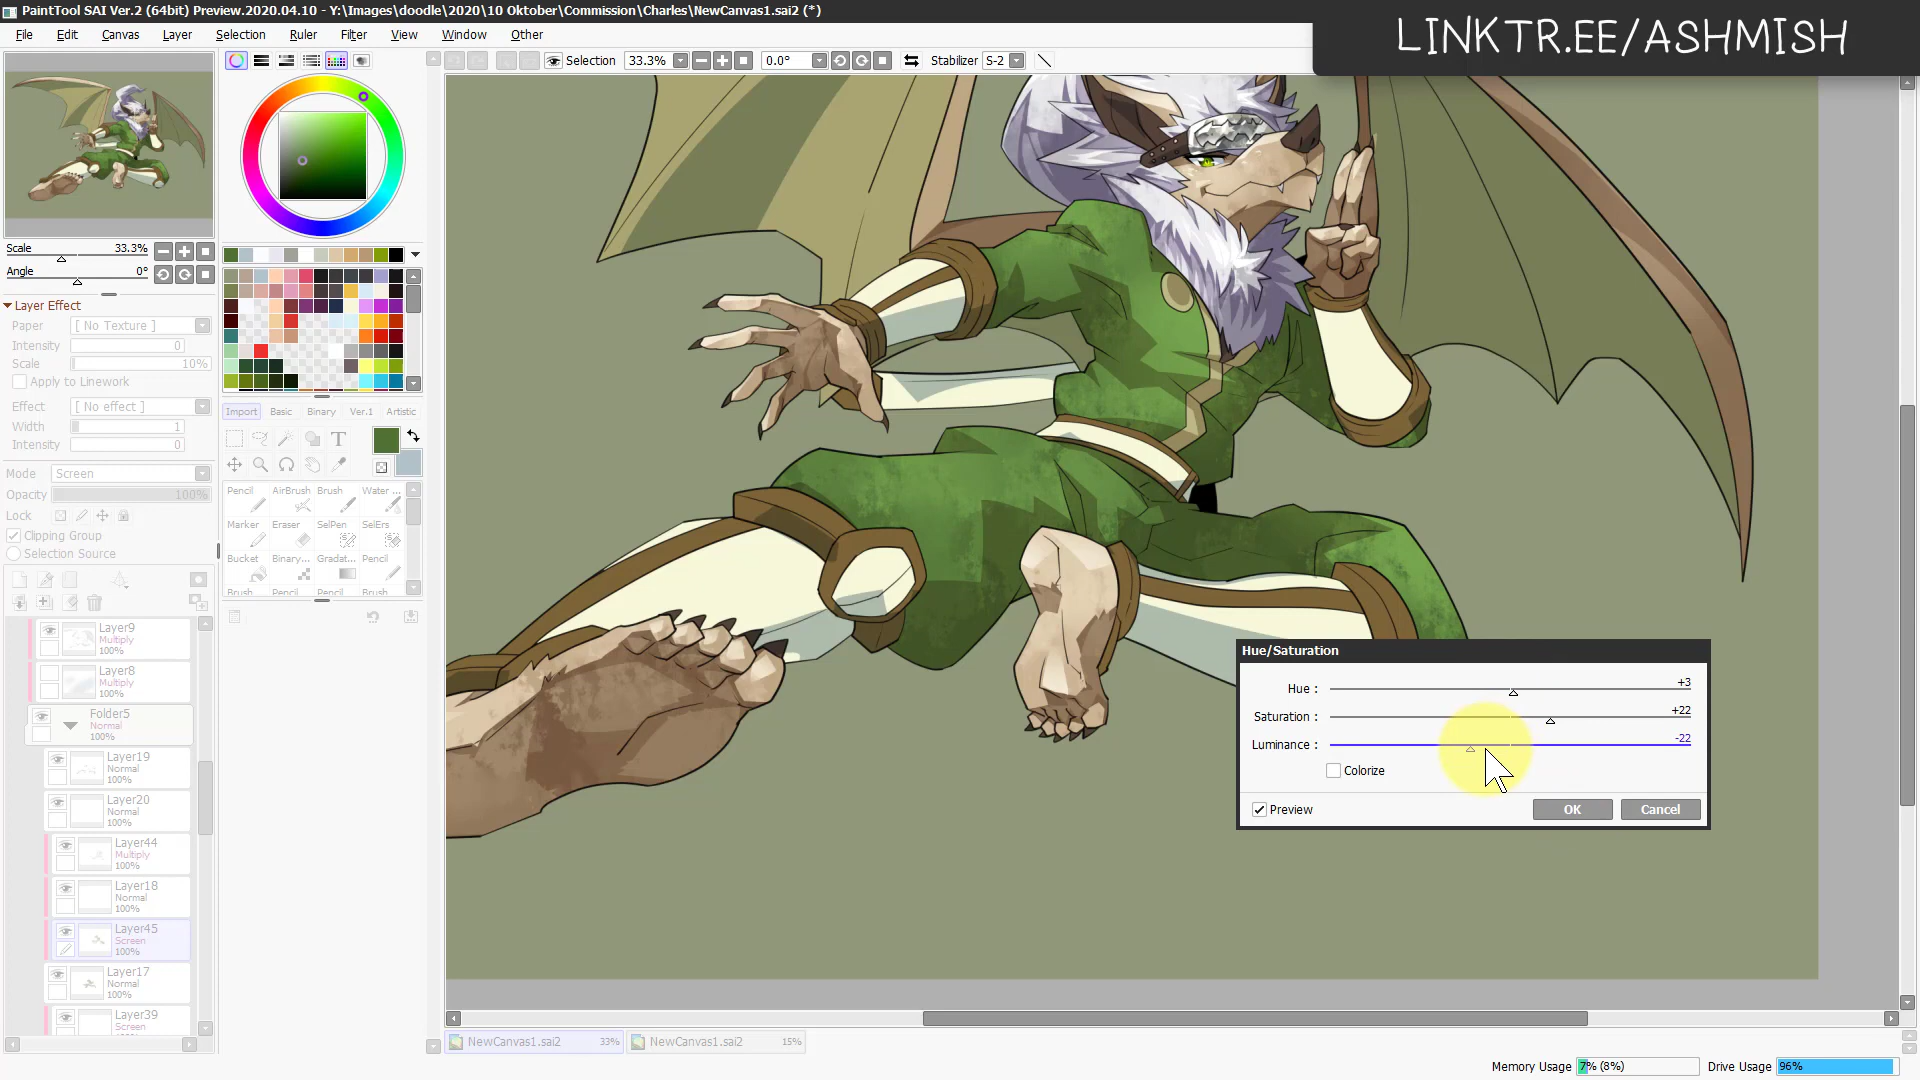 PaintTool SAI Ver.2 (64bit) Preview.2020.04.10 - Y:\Images\doodle\2020\10 Oktober\Commission\Charles\NewCanvas1.sai2 (*)
LINKTR.EE/ASHMISH
File Edit Canvas Layer Selection Ruler Filter View Window Other
Selection 33.3% 0.0° Stabilizer S-2
Scale 33.3%
Angle 0°
Layer Effect
Paper [ No Texture ]
Intensity 0
Scale 10%
Apply to Linework
Effect [ No effect ]
Width 1
Intensity 0
Mode Screen
Opacity 100%
Lock
Clipping Group
Selection Source
Layer9
Multiply
100%
Layer8
Multiply
100%
Folder5
Normal
100%
Layer19
Normal
100%
Layer20
Normal
100%
Layer44
Multiply
100%
Layer18
Normal
100%
Layer45
Screen
100%
Layer17
Normal
100%
Layer39
Screen
Import Basic Binary Ver.1 Artistic
T
Pencil AirBrush Brush Water ...
Marker Eraser SelPen SelErs
Bucket Binary... Gradat... Pencil
Brush Pencil Pencil Brush
Hue/Saturation
Hue : +3
Saturation : +22
Luminance : -22
Colorize
Preview OK Cancel
NewCanvas1.sai2 33% NewCanvas1.sai2 15%
Memory Usage 7% (8%) Drive Usage 96%